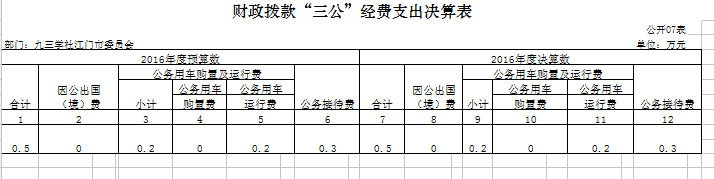 财政拨款“三公”经费支出决算表
公开07表
部门：九三学社江门市委员会 单位：万元
2016年度预算数 2016年度决算数
合计 因公出国（境）费 公务用车购置及运行费 公务接待费 合计 因公出国（境）费 公务用车购置及运行费 公务接待费
小计 公务用车购置费 公务用车运行费 小计 公务用车购置费 公务用车运行费
1 2 3 4 5 6 7 8 9 10 11 12
0.5 0 0.2 0 0.2 0.3 0.5 0 0.2 0 0.2 0.3